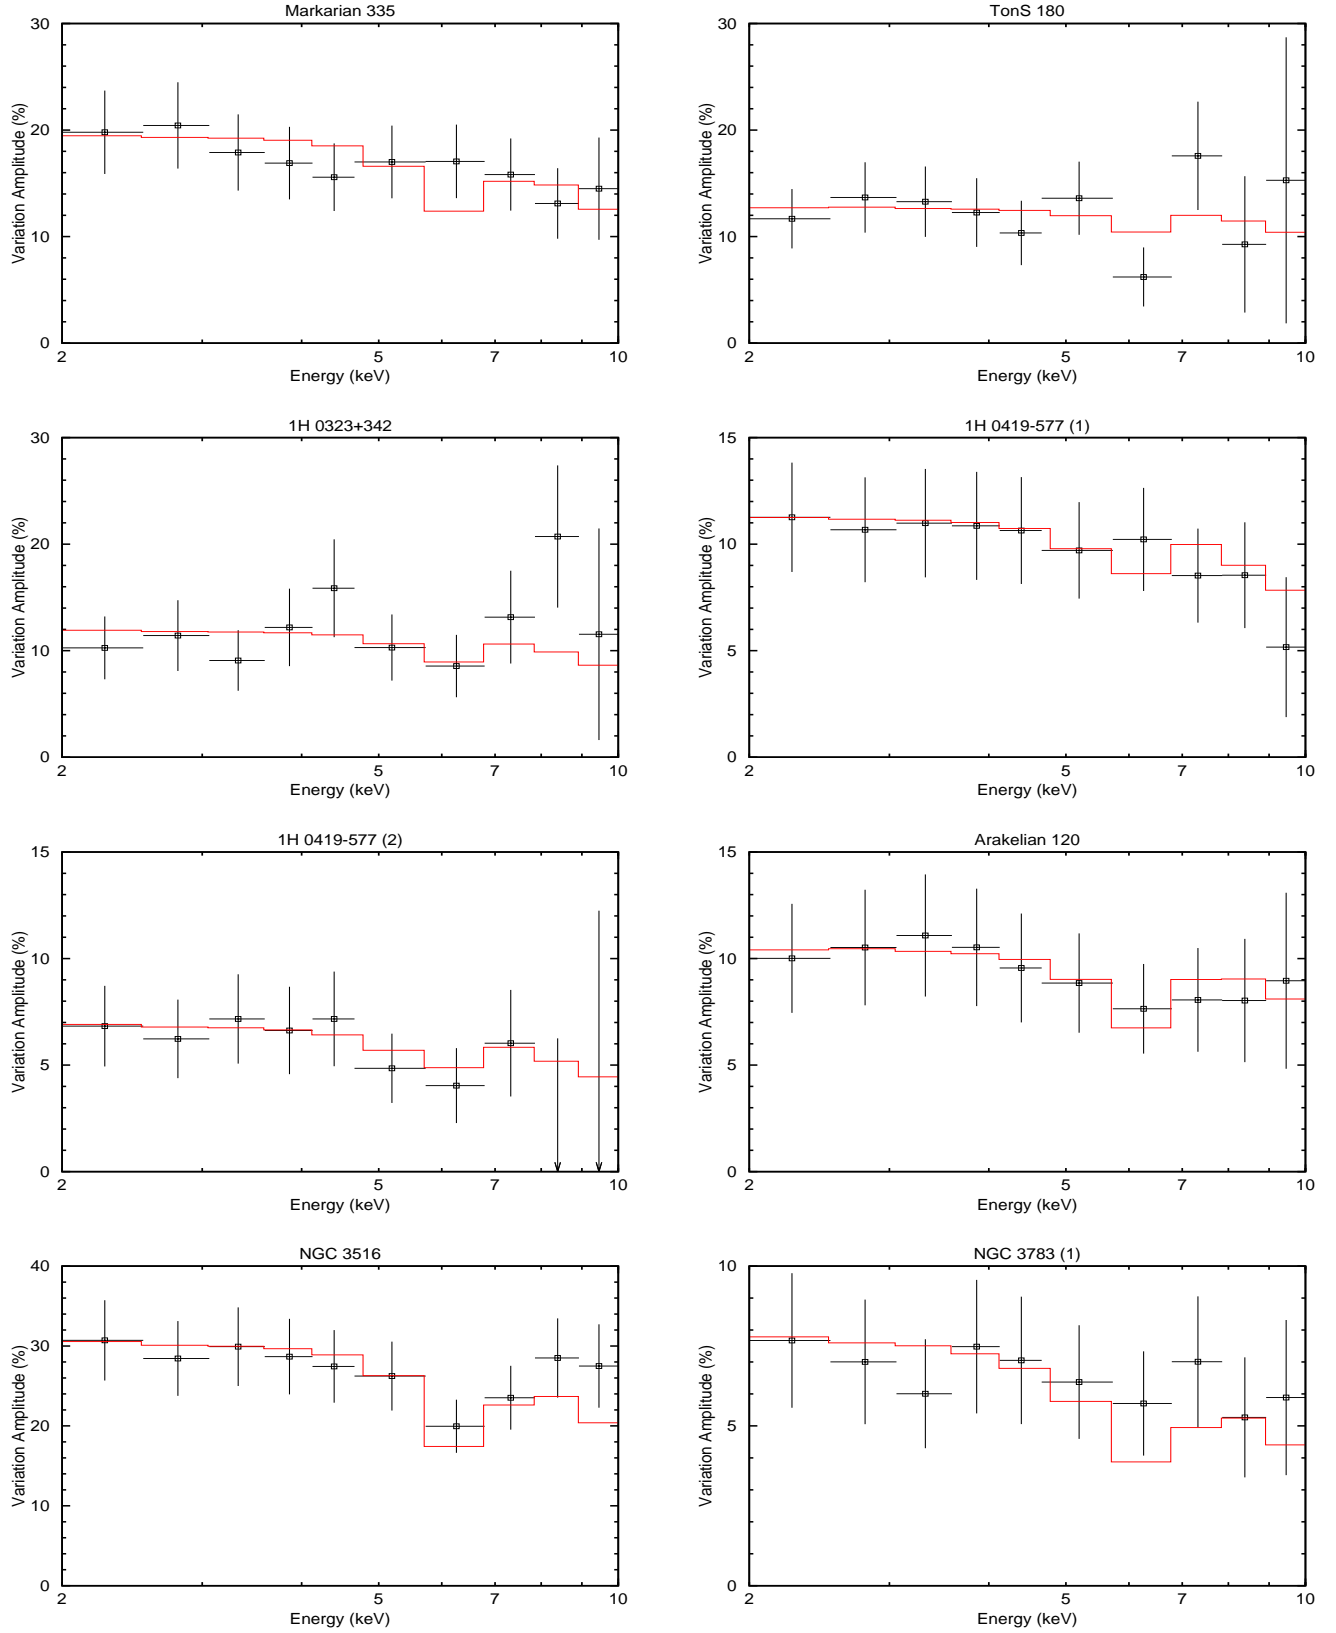 Markarian 335
30
20
10
0
Variation Amplitude (%)
2
5
7
10
Energy (keV)
TonS 180
30
20
10
0
Variation Amplitude (%)
2
5
7
10
Energy (keV)
1H 0323+342
30
20
10
0
Variation Amplitude (%)
2
5
7
10
Energy (keV)
1H 0419-577 (1)
15
10
5
0
Variation Amplitude (%)
2
5
7
10
Energy (keV)
1H 0419-577 (2)
15
10
5
0
Variation Amplitude (%)
2
5
7
10
Energy (keV)
Arakelian 120
15
10
5
0
Variation Amplitude (%)
2
5
7
10
Energy (keV)
NGC 3516
40
30
20
10
0
Variation Amplitude (%)
2
5
7
10
Energy (keV)
NGC 3783 (1)
10
5
0
Variation Amplitude (%)
2
5
7
10
Energy (keV)